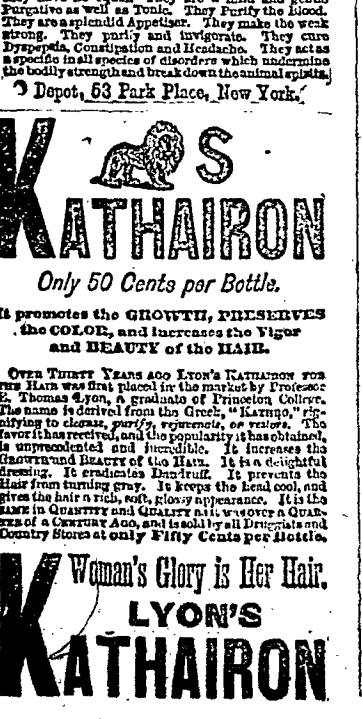 Purgative as well as Tonic. They Purify the Blood.
They are a splendid Appetiser. They make the weak
strong. They purify and invigorate. They cure
Dyspepsia, Constipation and Headache. They act as
a specific in all species of disorders which undermine
the bodily strength and break down the animal spirits.
Depot, 53 Park Place, New York.
S
KATHAIRON
Only 50 Cents per Bottle.
It promotes the GROWTH, PRESERVES
the COLOR, and increases the Vigor
and BEAUTY of the HAIR.
OVER THIRTY YEARS AGO LYON'S KATHAIRON FOR
THE HAIR was first placed in the market by Professor
E. Thomas Lyon, a graduate of Princeton College.
The name is derived from the Greek, "KATHRO," sig-
nifying to cleanse, purify, rejuvenate, or restore. The
favor it has received, and the popularity it has obtained,
is unprecedented and incredible. It increases the
GROWTH and BEAUTY of the HAIR. It is a delightful
dressing. It eradicates Dandruff. It prevents the
Hair from turning gray. It keeps the head cool, and
gives the hair a rich, soft, glossy appearance. It is the
SAME in QUANTITY and QUALITY as it was over a QUAR-
TER of a CENTURY AGO, and is sold by all Druggists and
Country Stores at only Fifty Cents per Bottle.
Woman's Glory is Her Hair.
LYON'S
KATHAIRON